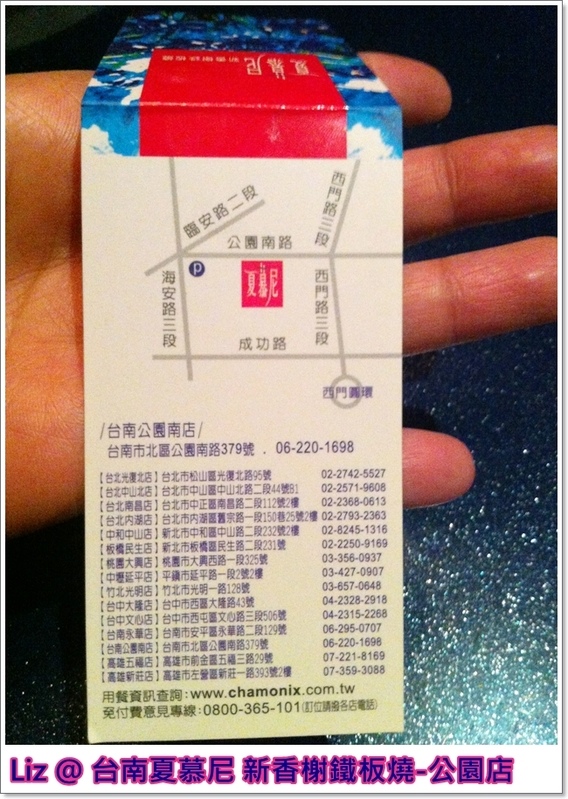 夏慕尼
新香榭鐵板燒
臨安路二段
西門路三段
公園南路
P
海安路三段
夏慕尼
西門路三段
成功路
西門圓環
/台南公園南店/
台南市北區公園南路379號 . 06-220-1698
【台北光復北店】台北市松山區光復北路95號 02-2742-5527
【台北中山北店】台北市中山區中山北路二段44號B1 02-2571-9608
【台北南昌店】台北市中正區南昌路二段112號2樓 02-2368-0613
【台北內湖店】台北市內湖區舊宗路一段150巷25號2樓 02-2793-2363
【中和中山店】新北市中和區中山路二段232號2樓 02-8245-1316
【板橋民生店】新北市板橋區民生路二段231號 02-2250-9169
【桃園大興店】桃園市大興西路一段325號 03-356-0937
【中壢延平店】平鎮市延平路一段2號2樓 03-427-0907
【竹北光明店】竹北市光明一路128號 03-657-0648
【台中大隆店】台中市西區大隆路43號 04-2328-2918
【台中文心店】台中市西屯區文心路三段506號 04-2315-2268
【台南永華店】台南市安平區永華路二段129號 06-295-0707
【台南公園南店】台南市北區公園南路379號 06-220-1698
【高雄五福店】高雄市前金區五福三路29號 07-221-8169
【高雄新莊店】高雄市左營區新莊一路393號2樓 07-359-3088
用餐資訊查詢:www.chamonix.com.tw
免付費意見專線:0800-365-101(訂位請撥各店電話)
Liz @ 台南夏慕尼 新香榭鐵板燒-公園店